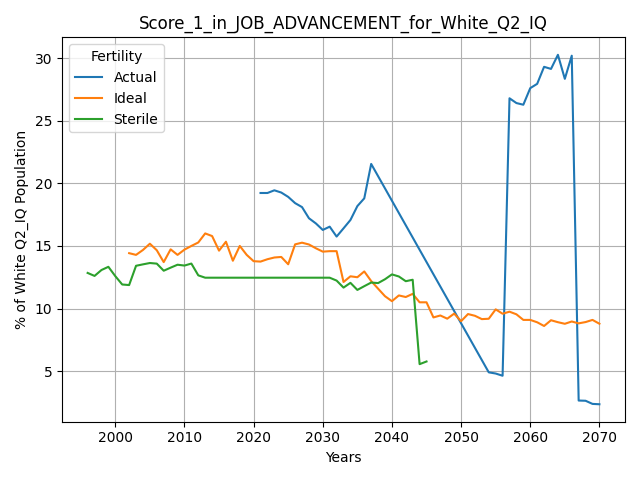 Score_1_in_JOB_ADVANCEMENT_for_White_Q2_IQ
Fertility
Actual
Ideal
Sterile
% of White Q2_IQ Population
30
25
20
15
10
5
2000 2010 2020 2030 2040 2050 2060 2070
Years